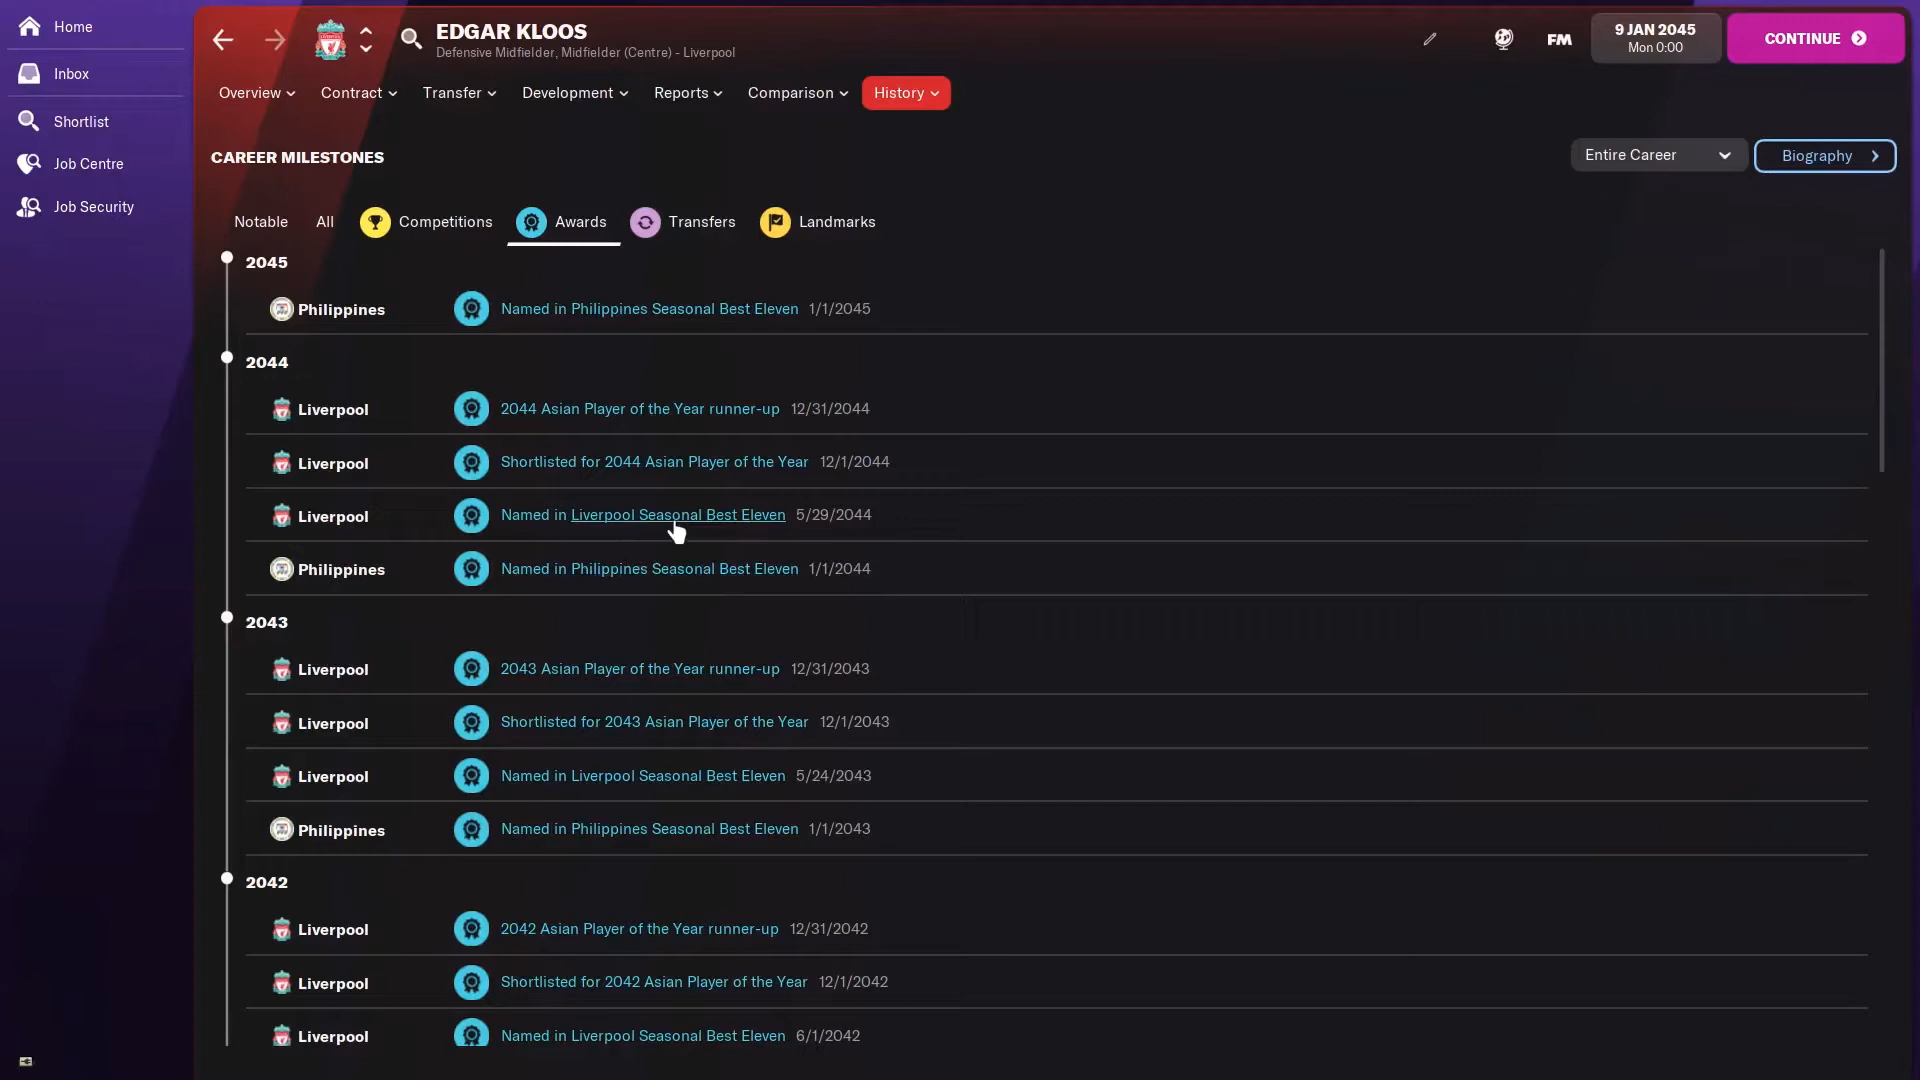 Home
Inbox
Shortlist
Job Centre
Job Security
EDGAR KLOOS
Defensive Midfielder, Midfielder (Centre) - Liverpool
FM
9 JAN 2045
Mon 0:00
CONTINUE
Overview
Contract
Transfer
Development
Reports
Comparison
History
CAREER MILESTONES
Entire Career
Biography
Notable
All
Competitions
Awards
Transfers
Landmarks
2045
Philippines Named in Philippines Seasonal Best Eleven 1/1/2045
2044
Liverpool 2044 Asian Player of the Year runner-up 12/31/2044
Liverpool Shortlisted for 2044 Asian Player of the Year 12/1/2044
Liverpool Named in Liverpool Seasonal Best Eleven 5/29/2044
Philippines Named in Philippines Seasonal Best Eleven 1/1/2044
2043
Liverpool 2043 Asian Player of the Year runner-up 12/31/2043
Liverpool Shortlisted for 2043 Asian Player of the Year 12/1/2043
Liverpool Named in Liverpool Seasonal Best Eleven 5/24/2043
Philippines Named in Philippines Seasonal Best Eleven 1/1/2043
2042
Liverpool 2042 Asian Player of the Year runner-up 12/31/2042
Liverpool Shortlisted for 2042 Asian Player of the Year 12/1/2042
Liverpool Named in Liverpool Seasonal Best Eleven 6/1/2042